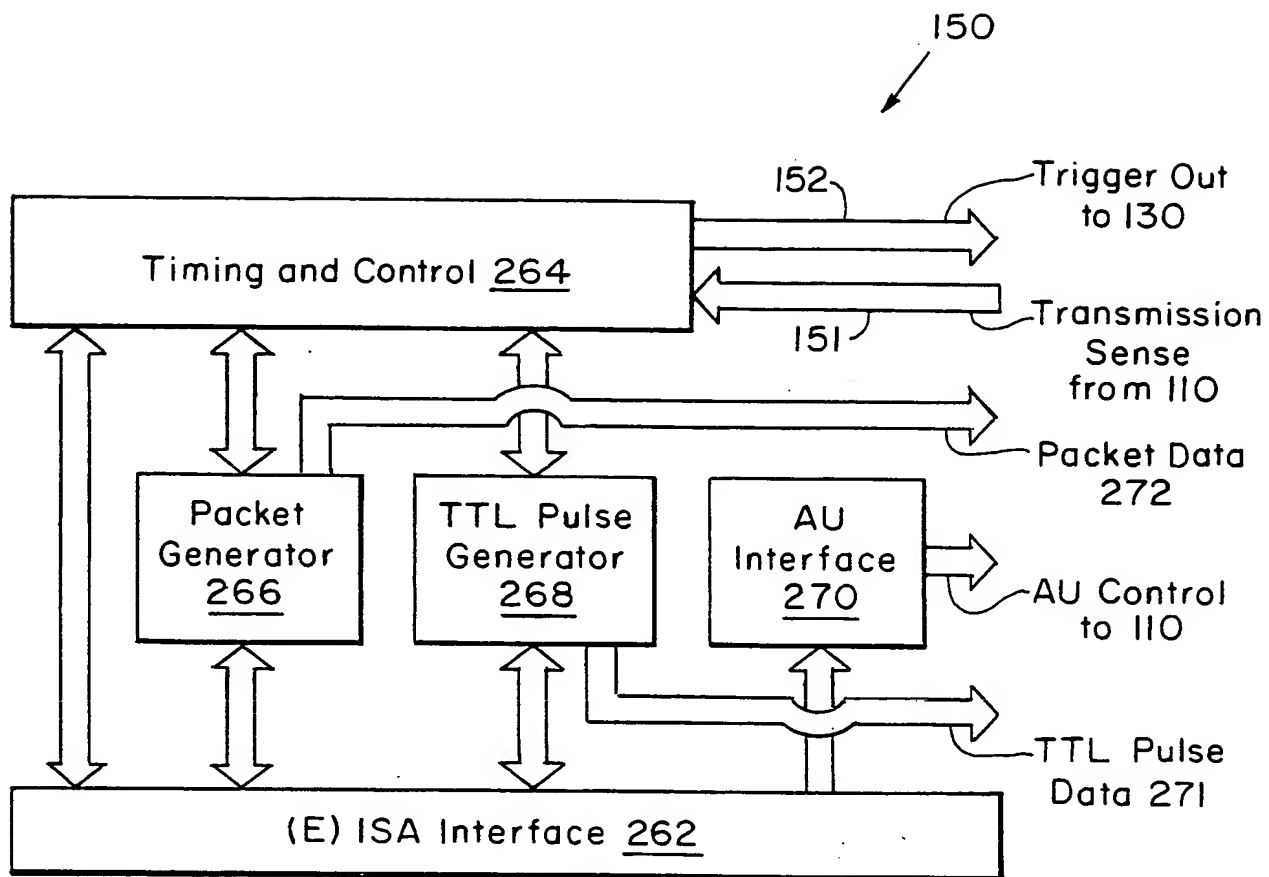 150
152
Trigger Out
to 130
Timing and Control 264
151
Transmission
Sense
from 110
Packet Data
272
Packet
Generator
266
TTL Pulse
Generator
268
AU
Interface
270
AU Control
to 110
TTL Pulse
Data 271
(E) ISA Interface 262